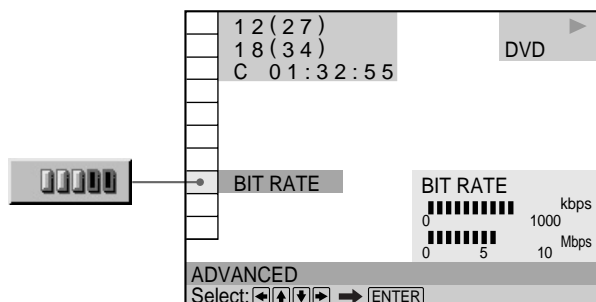 12(27)
18(34)
C 01:32:55
DVD
BIT RATE
BIT RATE
kbps
0 1000
Mbps
0 5 10
ADVANCED
Select: ENTER